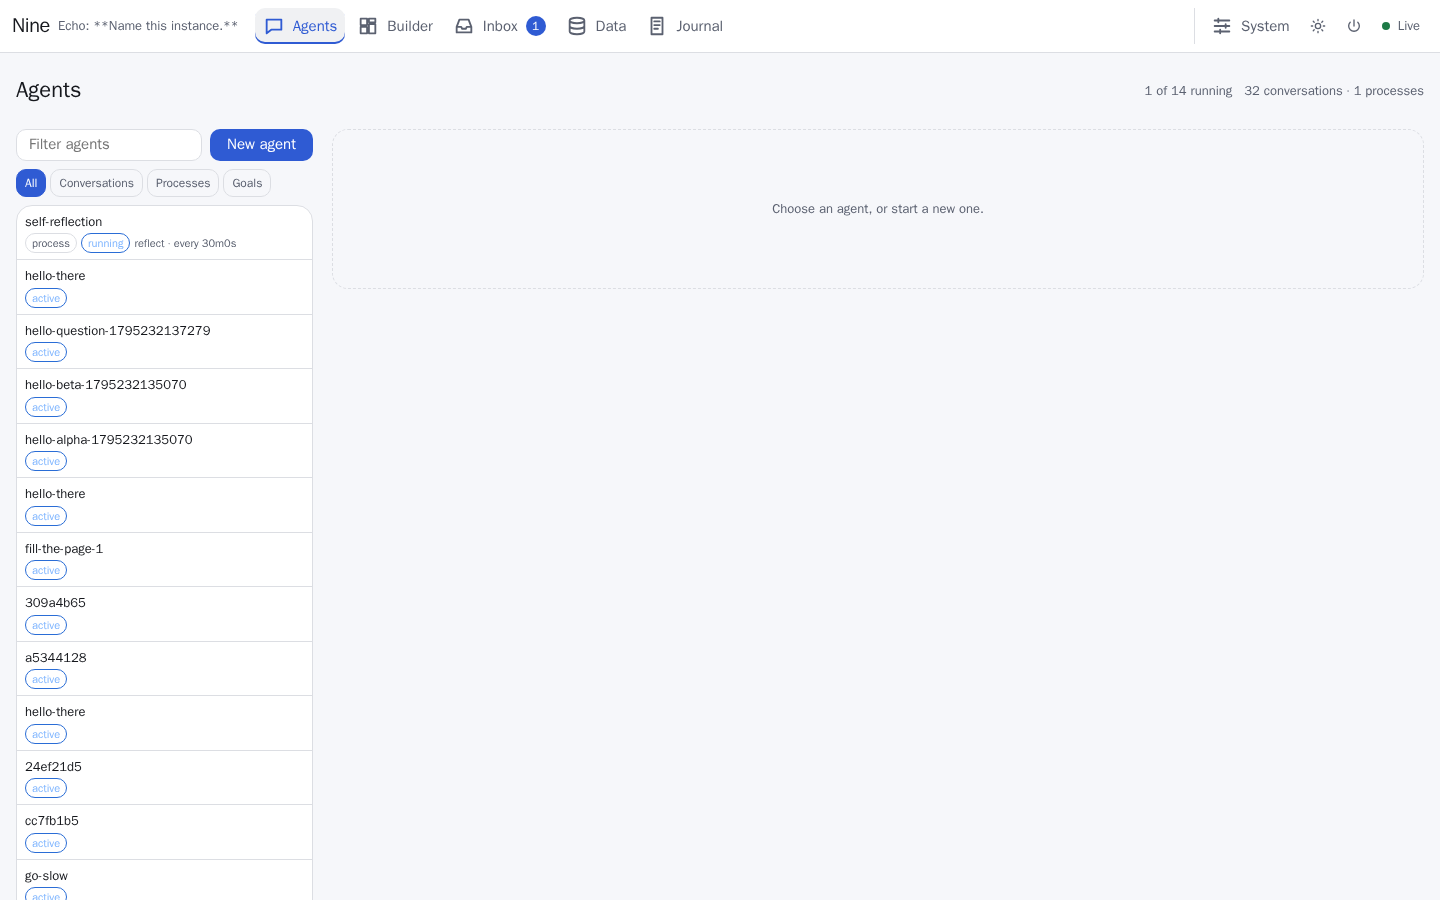 Nine Echo: **Name this instance.** Agents Builder Inbox 1 Data Journal System Live
Agents
1 of 14 running 32 conversations · 1 processes
Filter agents New agent
All Conversations Processes Goals
Choose an agent, or start a new one.
self-reflection
process running reflect · every 30m0s
hello-there
active
hello-question-1795232137279
active
hello-beta-1795232135070
active
hello-alpha-1795232135070
active
hello-there
active
fill-the-page-1
active
309a4b65
active
a5344128
active
hello-there
active
24ef21d5
active
cc7fb1b5
active
go-slow
active